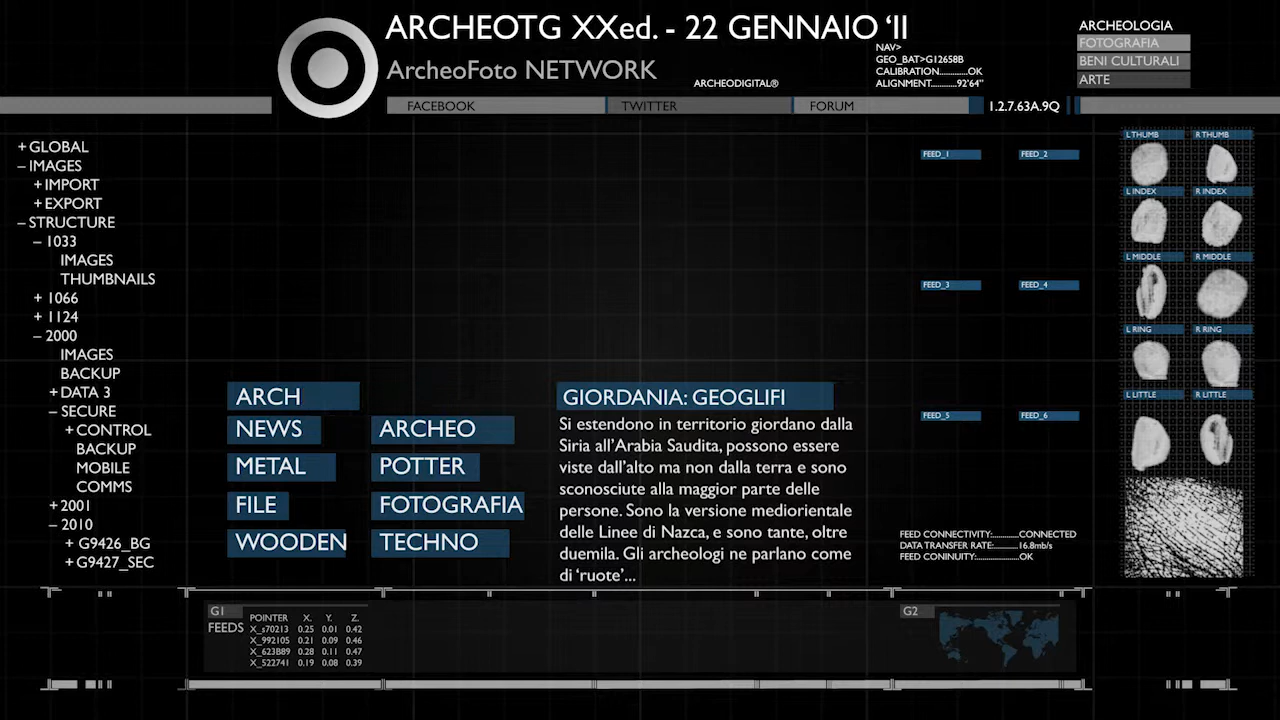 ARCHEOTG XXed. - 22 GENNAIO ‘II
ArcheoFoto NETWORK
ARCHEODIGITAL®
NAV>
GEO_BAT>G12658B
CALIBRATION.............OK
ALIGNMENT............92'64"
ARCHEOLOGIA
FOTOGRAFIA
BENI CULTURALI
ARTE
FACEBOOK
TWITTER
FORUM
1.2.7.63A.9Q
+ GLOBAL
– IMAGES
+ IMPORT
+ EXPORT
– STRUCTURE
– 1033
IMAGES
THUMBNAILS
+ 1066
+ 1124
– 2000
IMAGES
BACKUP
+ DATA 3
– SECURE
+ CONTROL
BACKUP
MOBILE
COMMS
+ 2001
– 2010
+ G9426_BG
+ G9427_SEC
ARCH
NEWS
METAL
FILE
WOODEN
ARCHEO
POTTER
FOTOGRAFIA
TECHNO
GIORDANIA: GEOGLIFI
Si estendono in territorio giordano dalla
Siria all’Arabia Saudita, possono essere
viste dall’alto ma non dalla terra e sono
sconosciute alla maggior parte delle
persone. Sono la versione mediorientale
delle Linee di Nazca, e sono tante, oltre
duemila. Gli archeologi ne parlano come
di ‘ruote’...
FEED_1
FEED_2
FEED_3
FEED_4
FEED_5
FEED_6
FEED CONNECTIVITY:............CONNECTED
DATA TRANSFER RATE:...........16.8mb/s
FEED CONINUITY:..................OK
L THUMB
R THUMB
L INDEX
R INDEX
L MIDDLE
R MIDDLE
L RING
R RING
L LITTLE
R LITTLE
G1
FEEDS
POINTER X. Y. Z.
X_s70213 0.25 0.01 0.42
X_992105 0.21 0.09 0.46
X_623B89 0.28 0.11 0.47
X_522741 0.19 0.08 0.39
G2